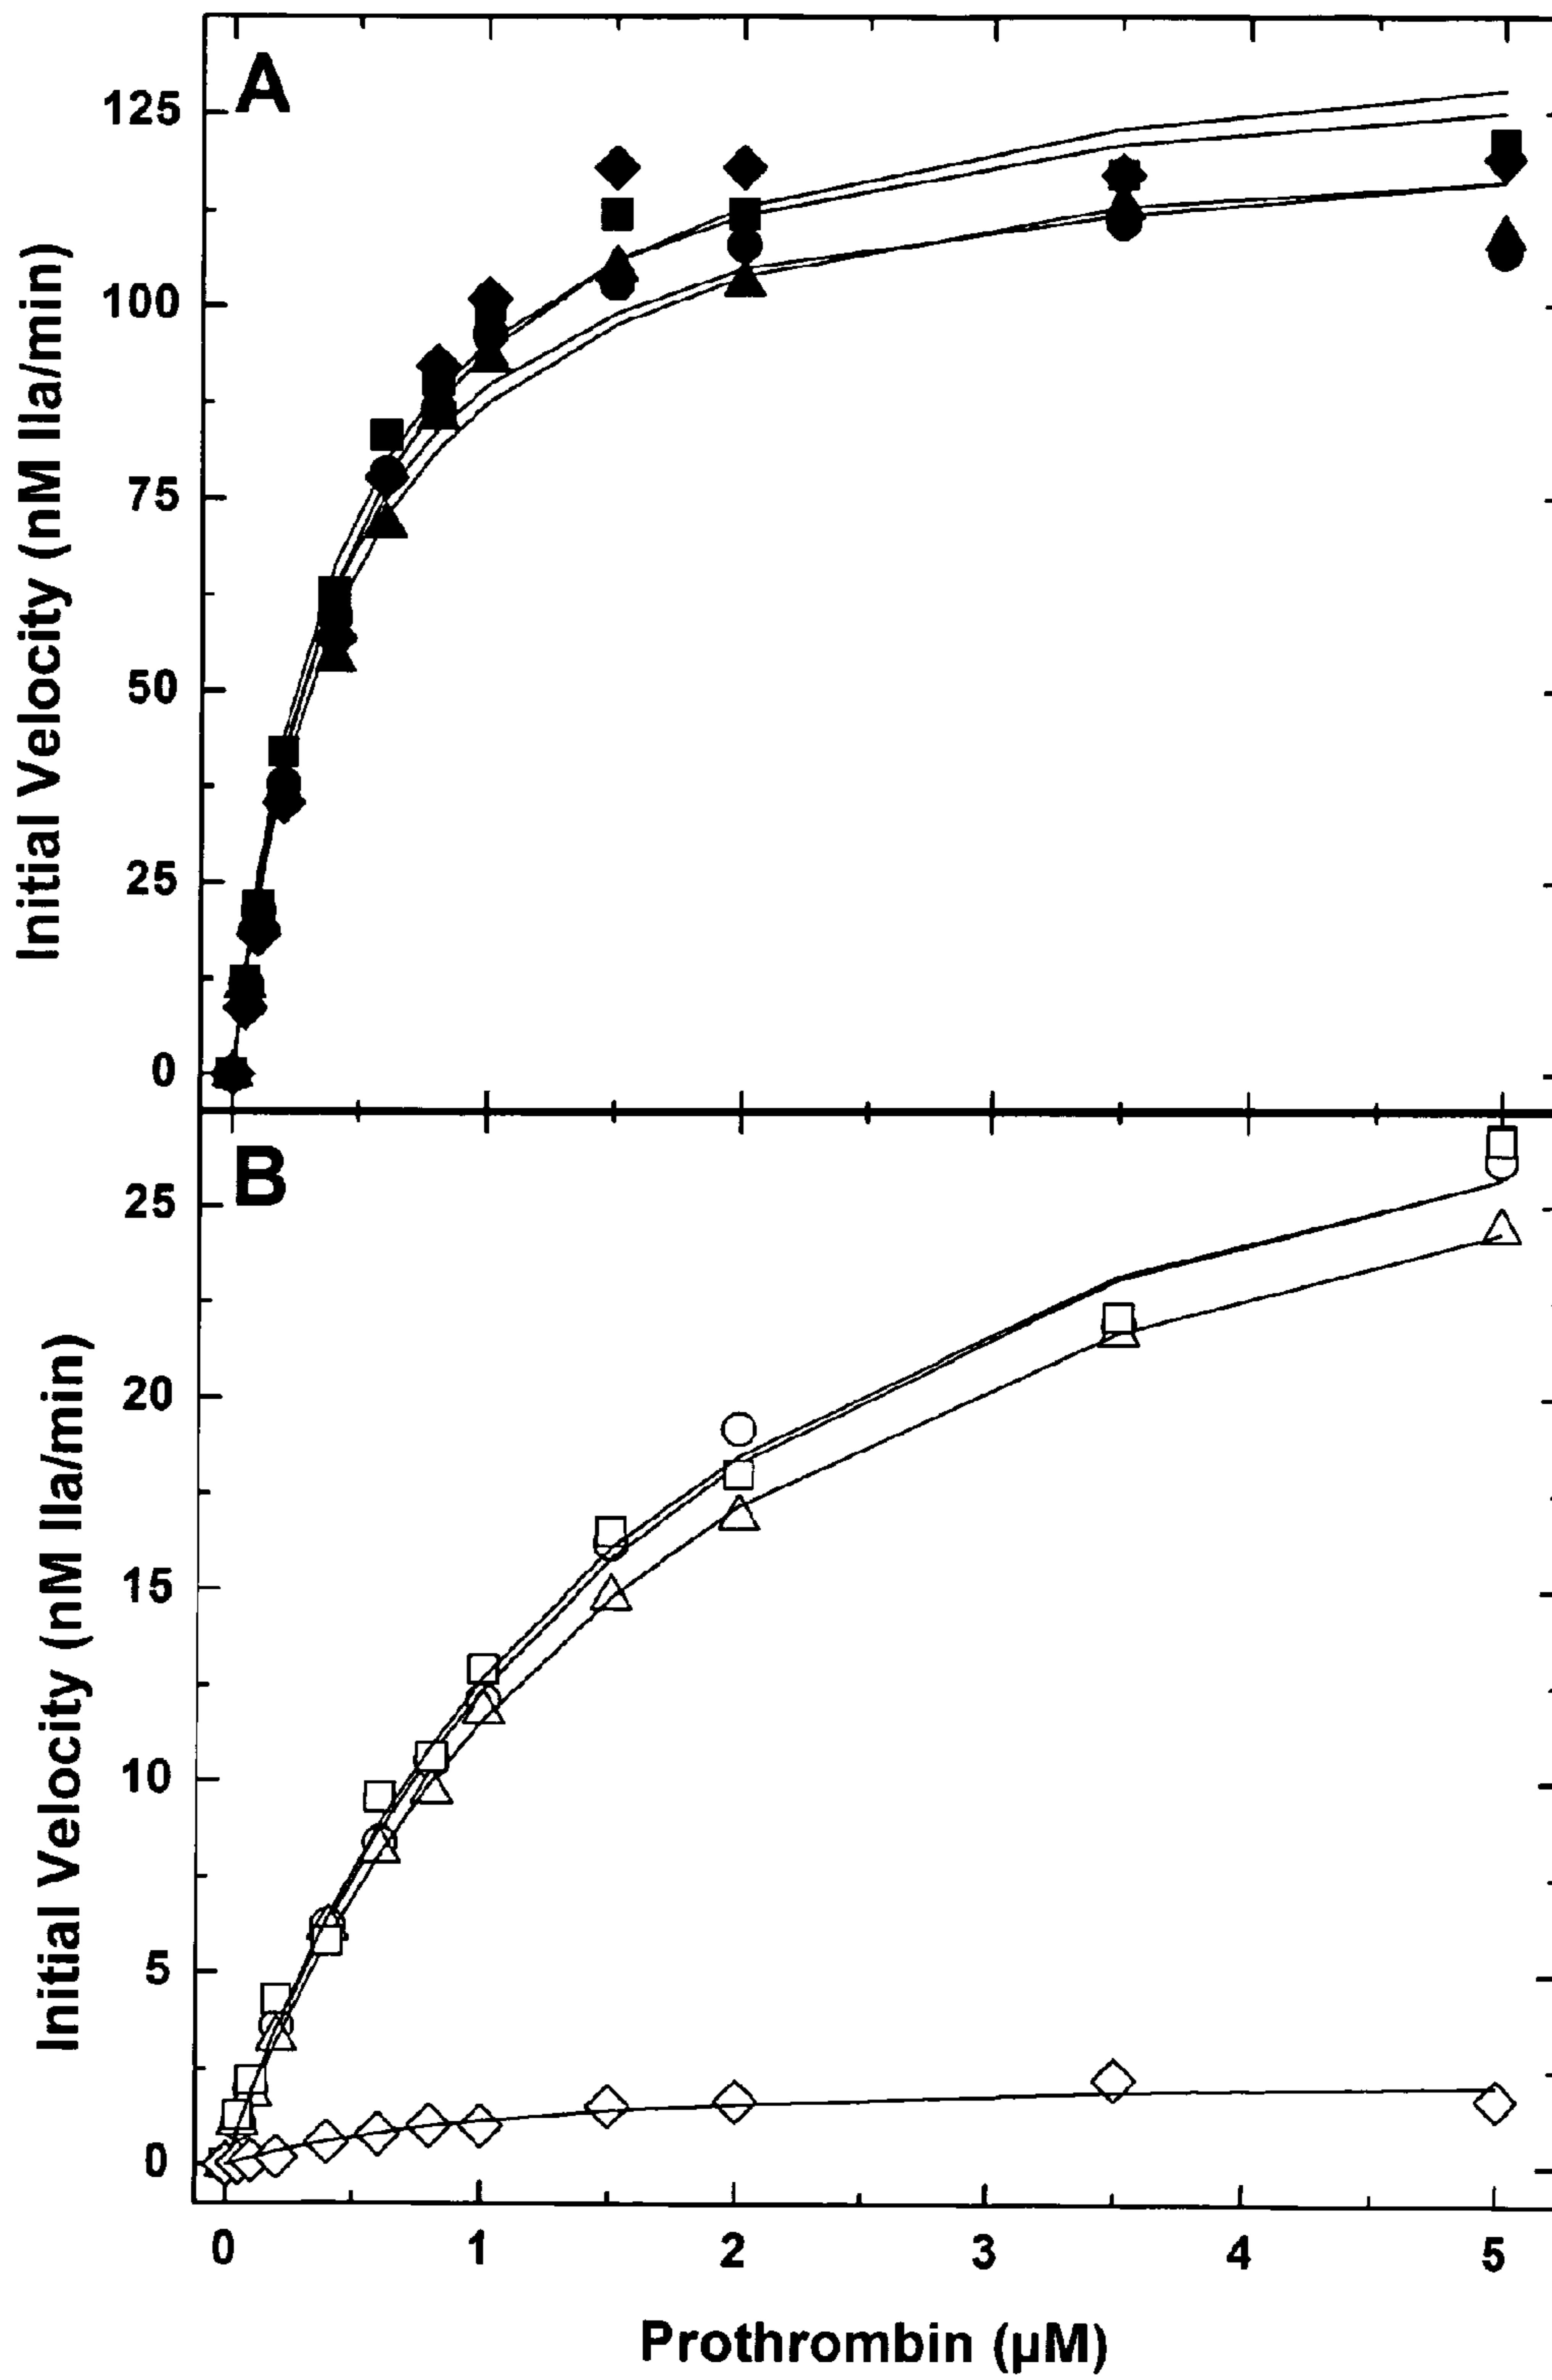 A
125
100
75
50
25
0
Initial Velocity (nM IIa/min)
B
25
20
15
10
5
0
Initial Velocity (nM IIa/min)
0 1 2 3 4 5
Prothrombin (µM)